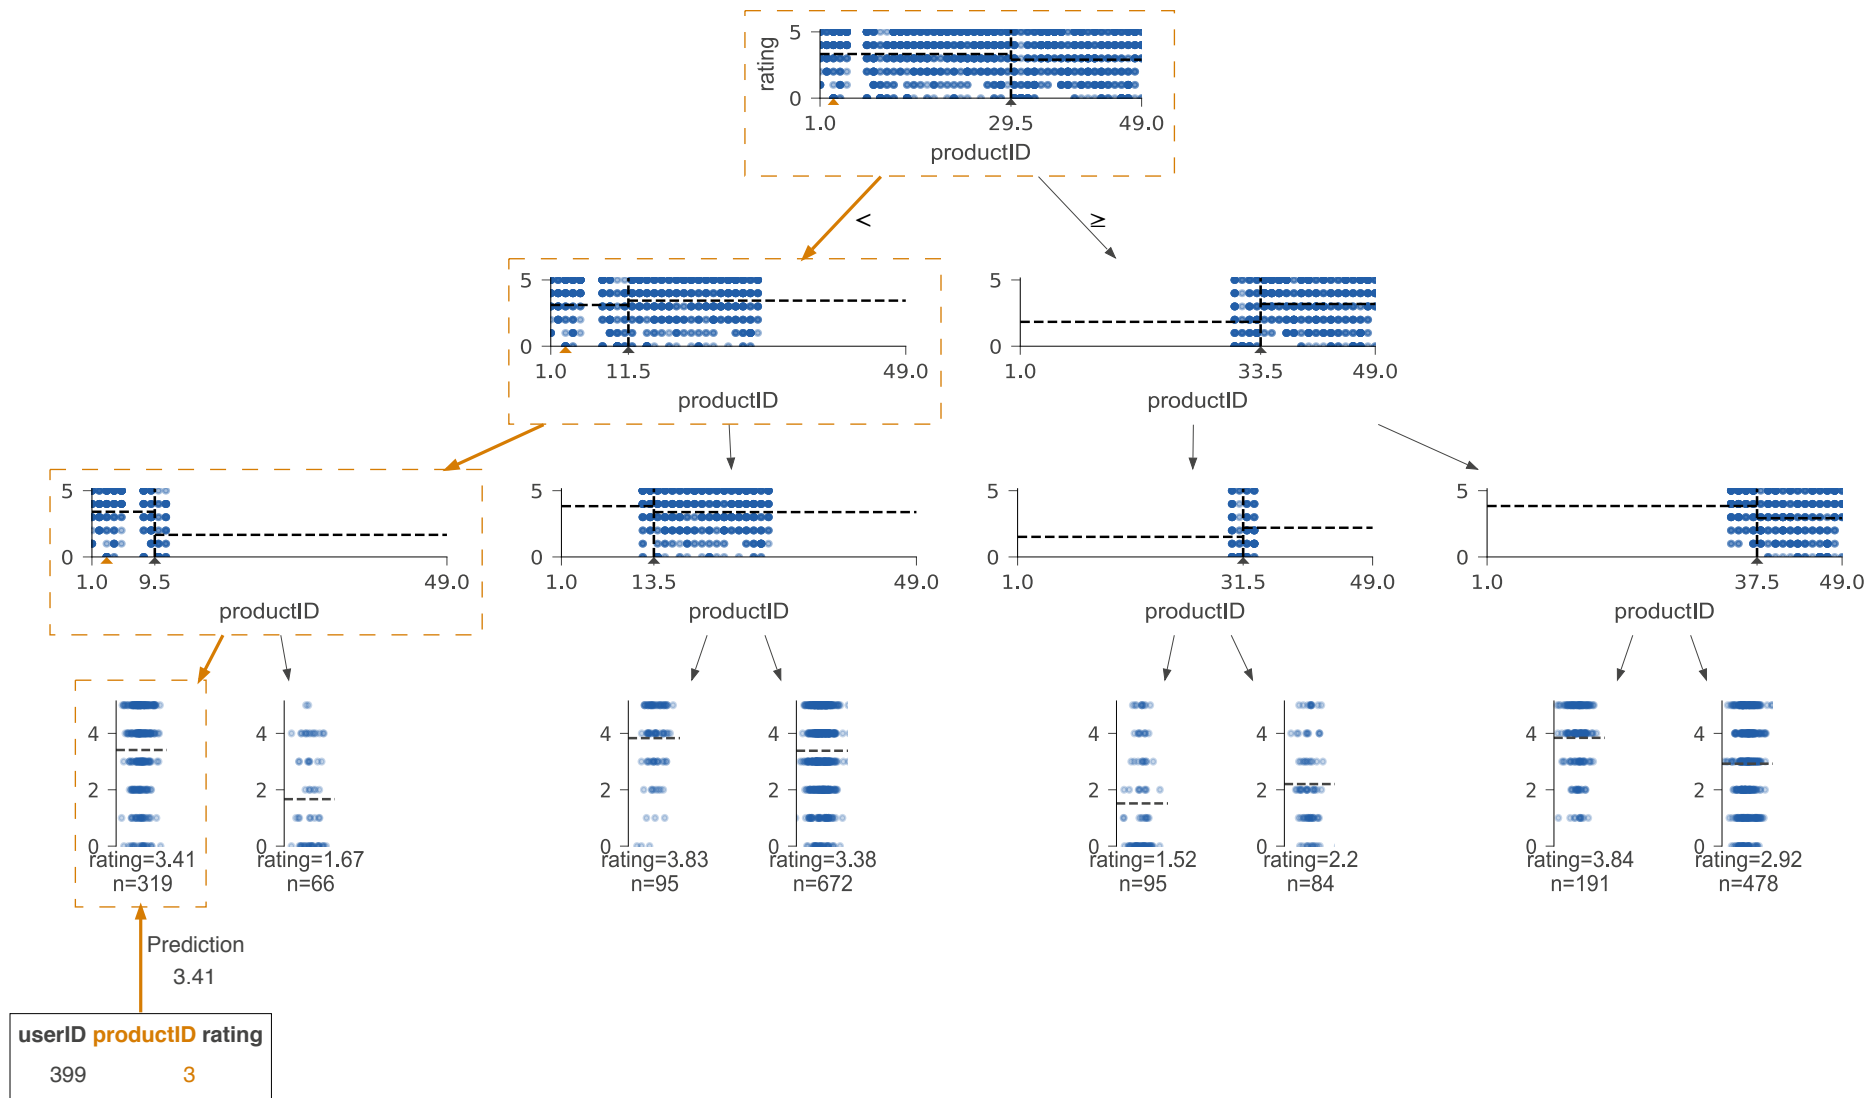 rating
5
0
1.0 29.5 49.0
productID
< ≥
5
0
1.0 11.5 49.0
productID
5
0
1.0 33.5 49.0
productID
5
0
1.0 9.5 49.0
productID
5
0
1.0 13.5 49.0
productID
5
0
1.0 31.5 49.0
productID
5
0
1.0 37.5 49.0
productID
4
2
0
rating=3.41
n=319
4
2
0
rating=1.67
n=66
4
2
0
rating=3.83
n=95
4
2
0
rating=3.38
n=672
4
2
0
rating=1.52
n=95
4
2
0
rating=2.2
n=84
4
2
0
rating=3.84
n=191
4
2
0
rating=2.92
n=478
Prediction
3.41
userID productID rating
399 3